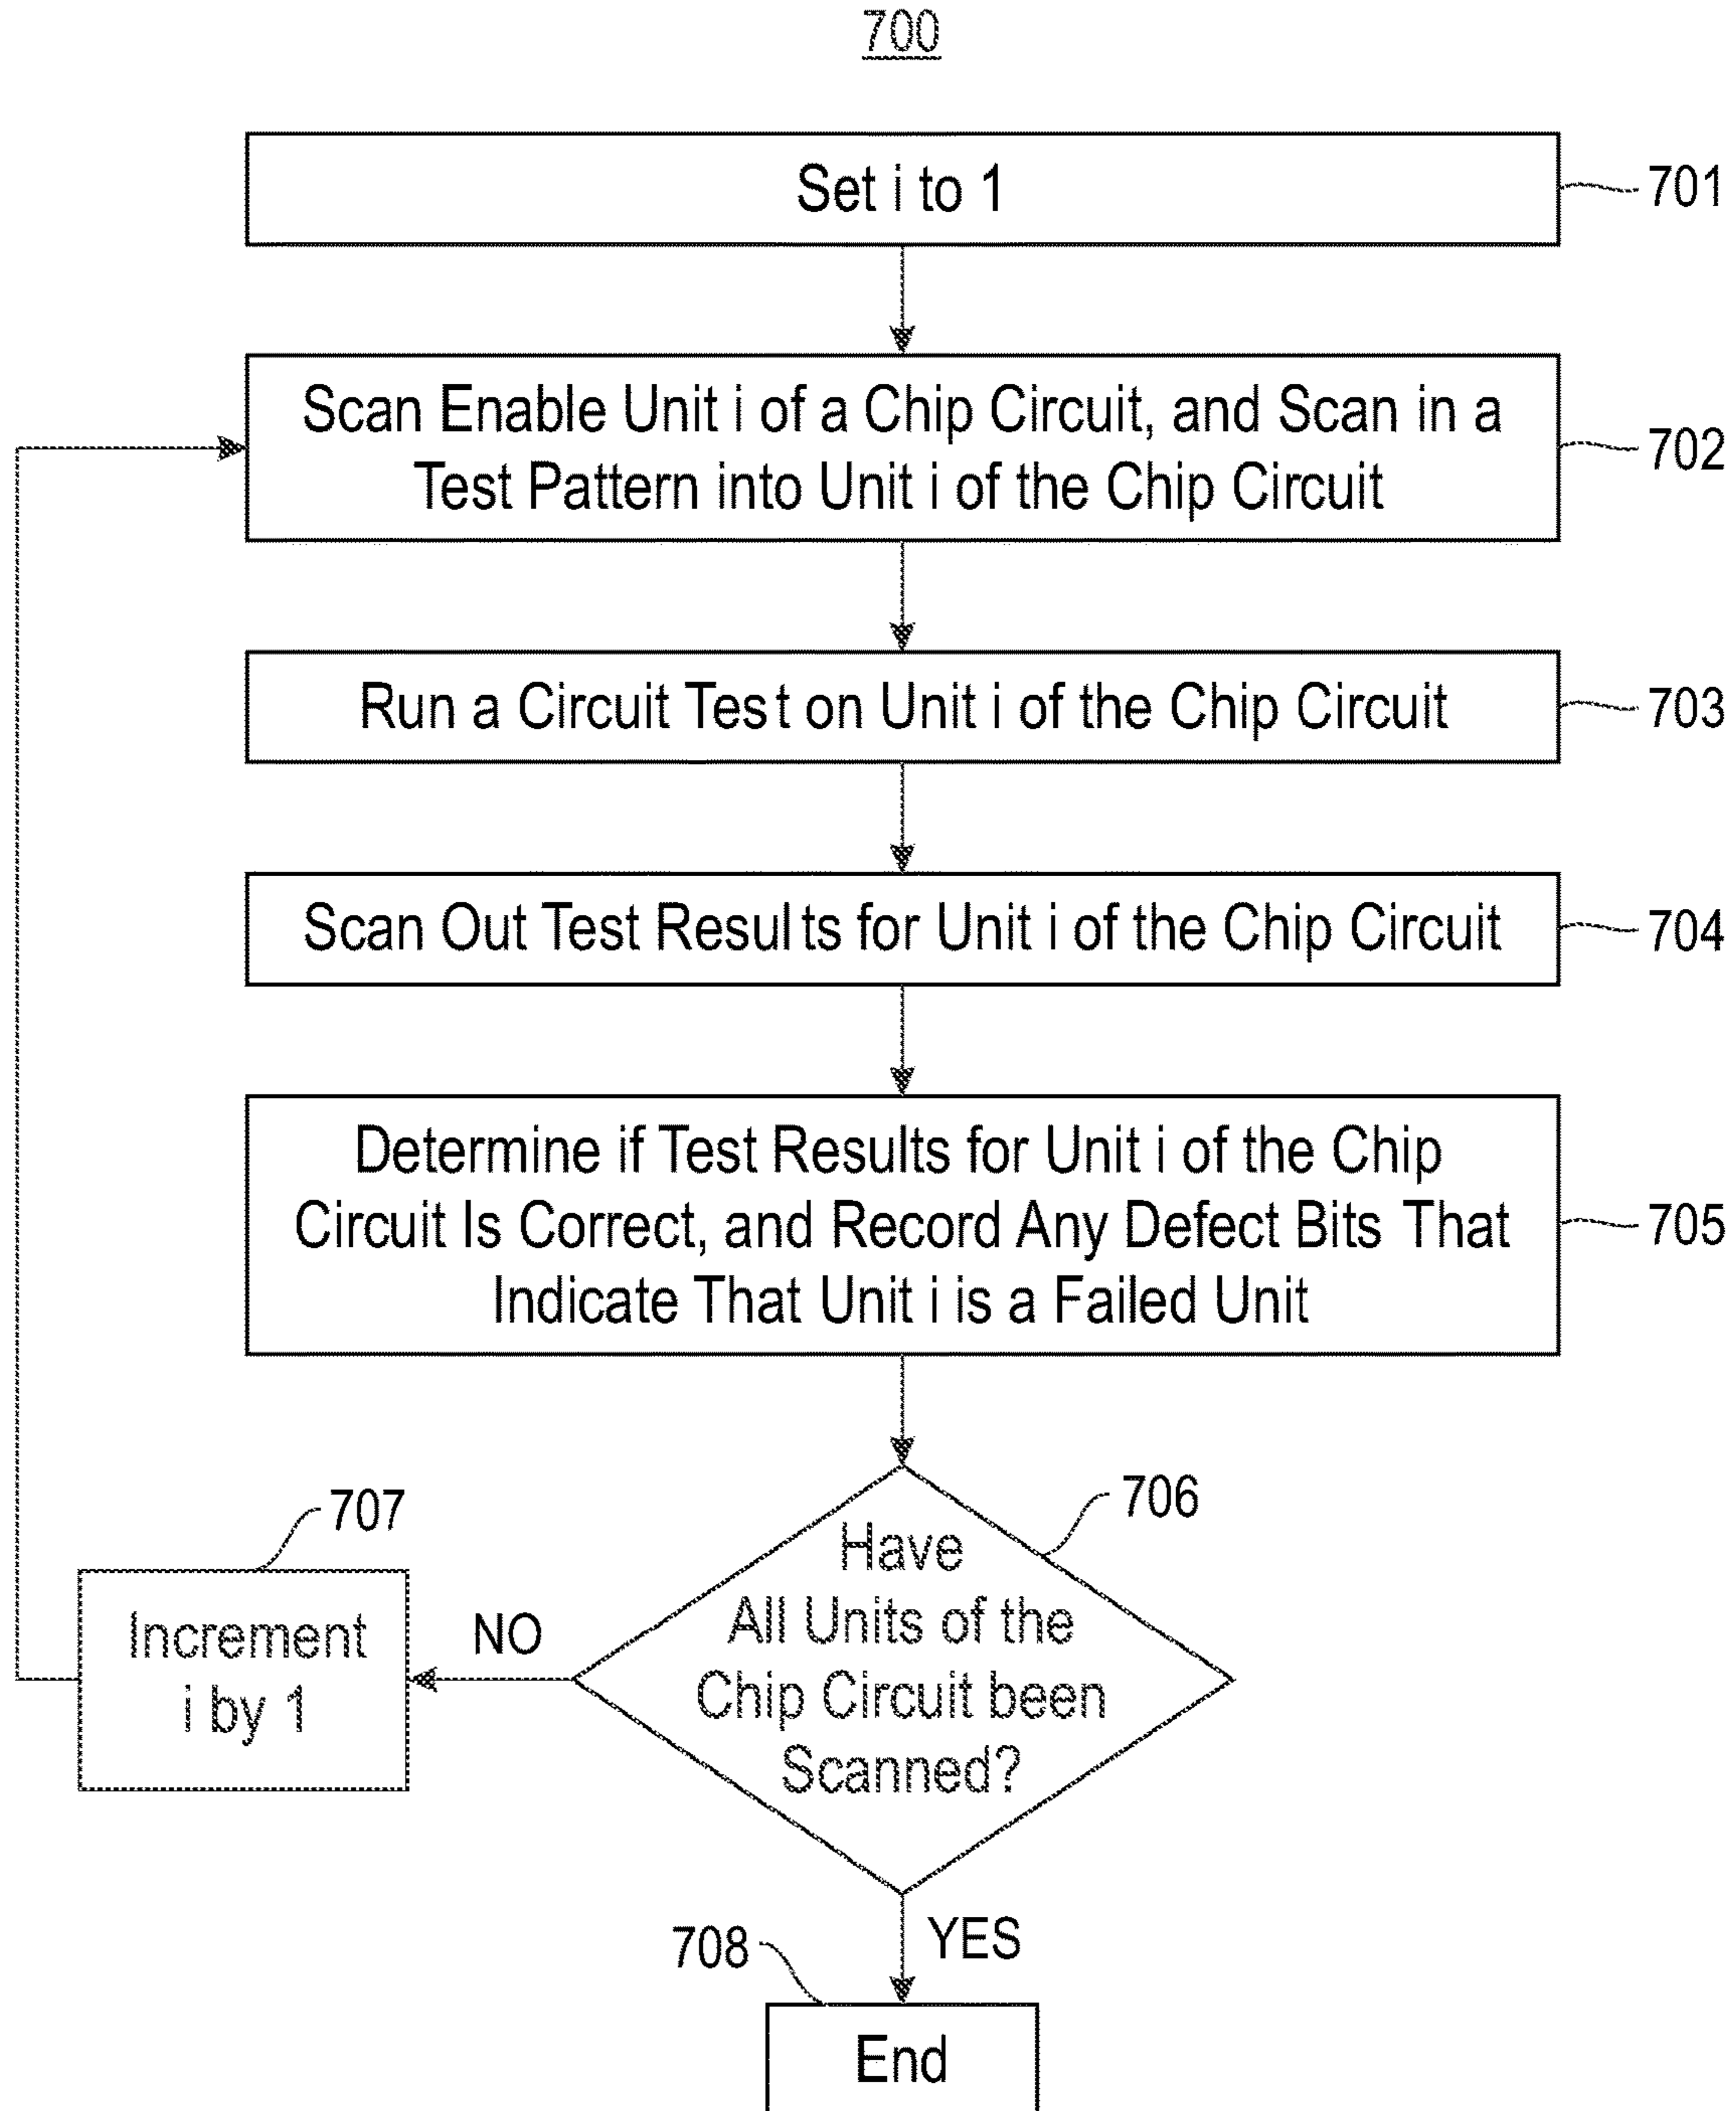 700
Set i to 1
701
Scan Enable Unit i of a Chip Circuit, and Scan in a
Test Pattern into Unit i of the Chip Circuit
702
Run a Circuit Test on Unit i of the Chip Circuit
703
Scan Out Test Results for Unit i of the Chip Circuit
704
Determine if Test Results for Unit i of the Chip
Circuit Is Correct, and Record Any Defect Bits That
Indicate That Unit i is a Failed Unit
705
706
Have
All Units of the
Chip Circuit been
Scanned?
NO
707
Increment
i by 1
YES
708
End